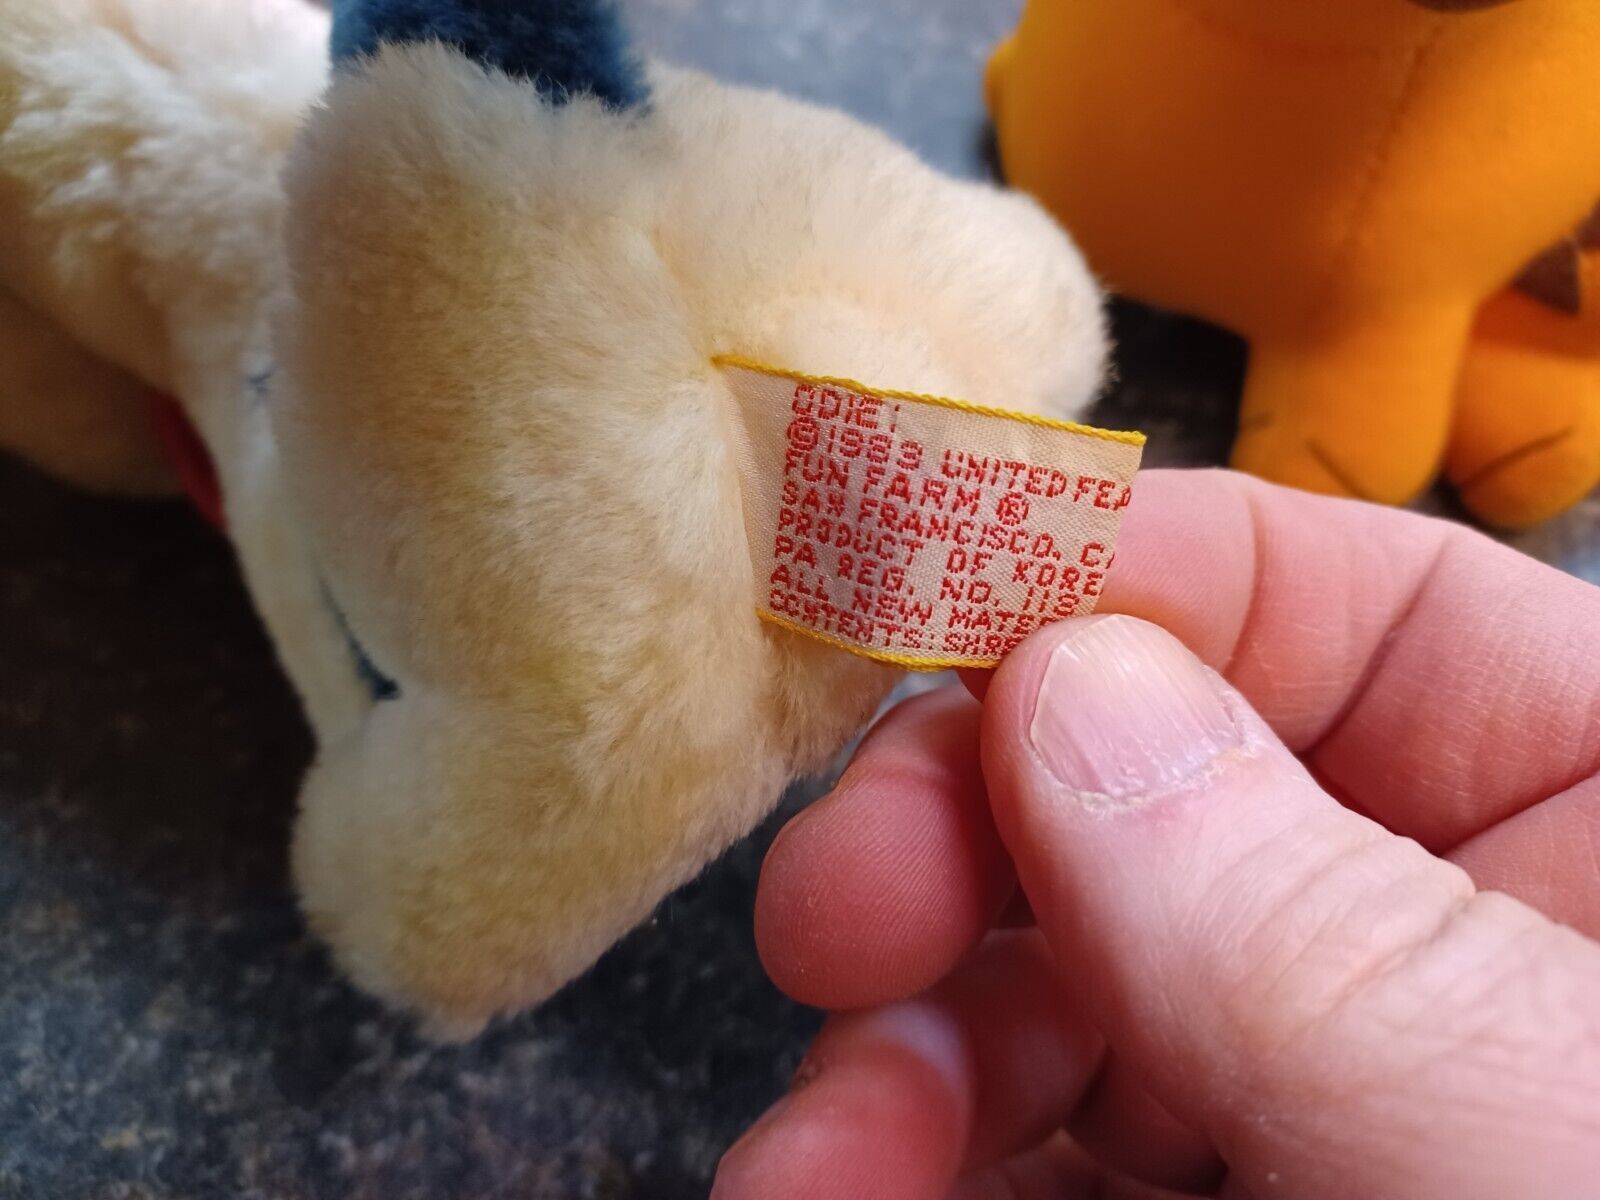 ODIE!
©1983 UNITED FEA
FUN FARM ®
SAN FRANCISCO, CA
PRODUCT OF KORE
PA REG. NO. 113
ALL NEW MATE
CONTENTS: SHRE